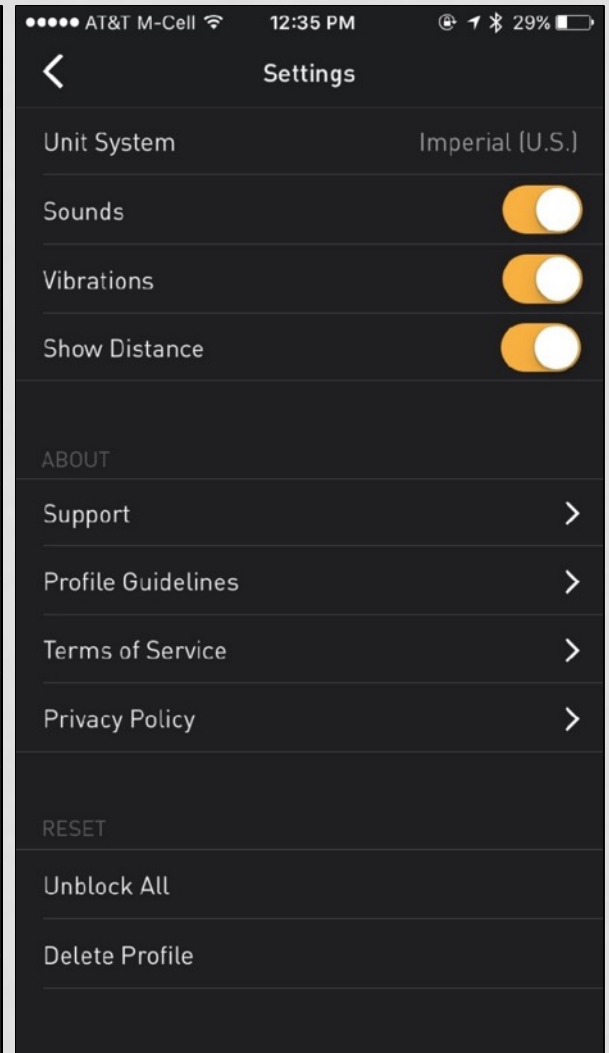 AT&T M-Cell 12:35 PM 29%
Settings
Unit System Imperial (U.S.)
Sounds
Vibrations
Show Distance
ABOUT
Support
Profile Guidelines
Terms of Service
Privacy Policy
RESET
Unblock All
Delete Profile